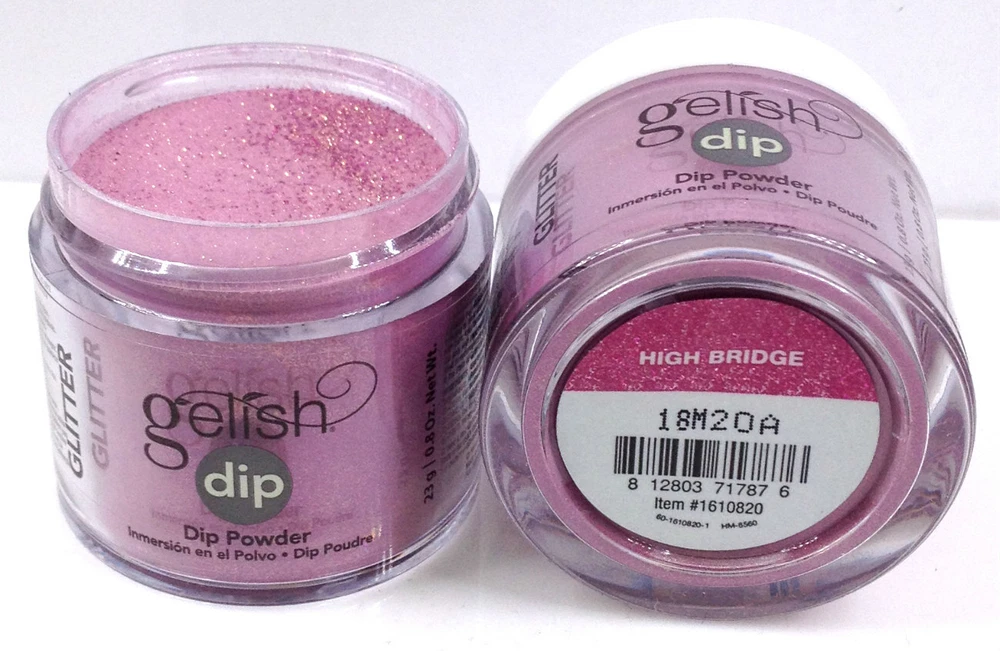 GLITTER
gelish
dip
Dip Powder
Inmersión en el Polvo • Dip Poudre
23 g | 0.8 Oz. Net Wt.
GLITTER
gelish
dip
Dip Powder
Inmersión en el Polvo • Dip Poudre
HIGH BRIDGE
18M20A
8 12803 71787 6
Item #1610820
60-1610820-1 HM-6560